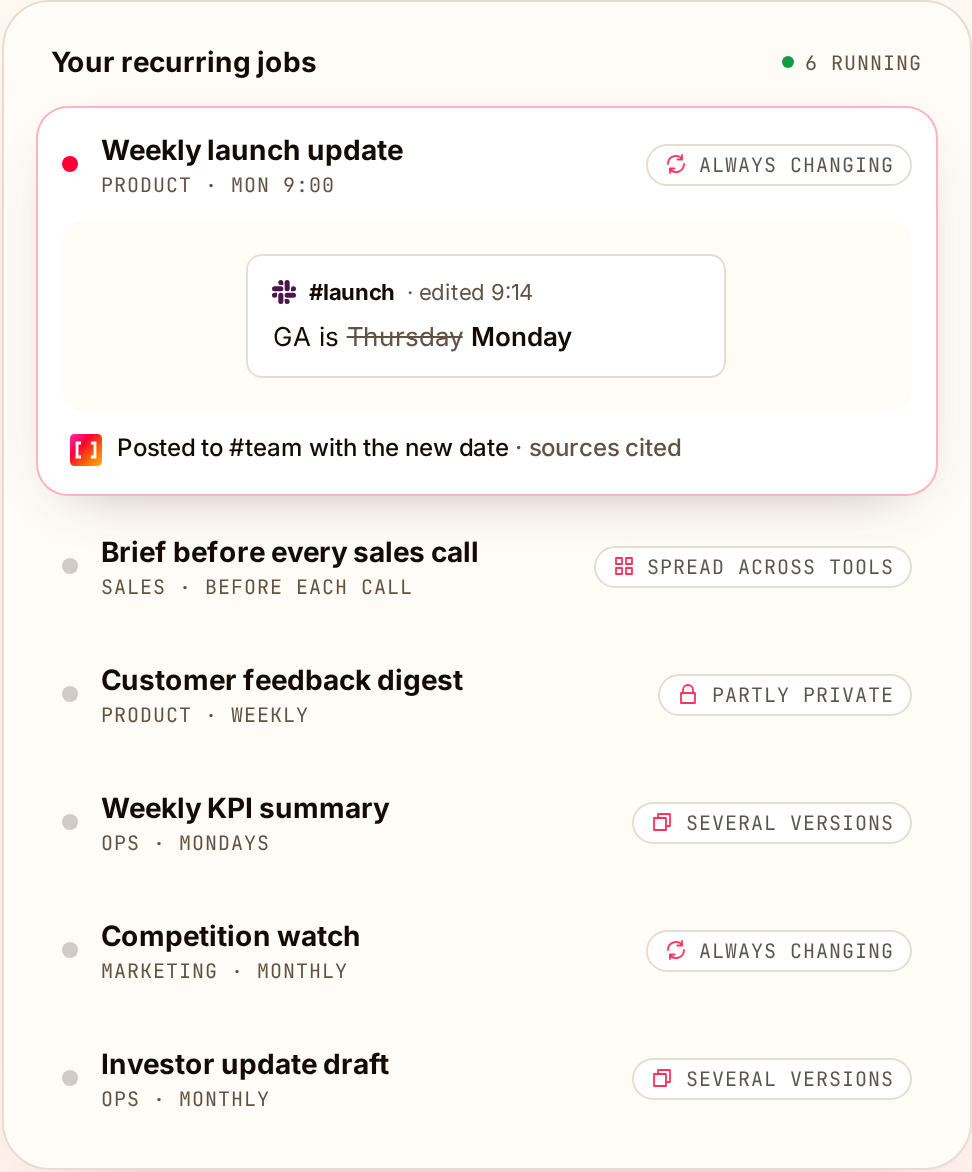 Your recurring jobs
6 RUNNING
Weekly launch update
ALWAYS CHANGING
PRODUCT · MON 9:00
#launch · edited 9:14
GA is Thursday Monday
Posted to #team with the new date · sources cited
Brief before every sales call
SPREAD ACROSS TOOLS
SALES · BEFORE EACH CALL
Customer feedback digest
PARTLY PRIVATE
PRODUCT · WEEKLY
Weekly KPI summary
SEVERAL VERSIONS
OPS · MONDAYS
Competition watch
ALWAYS CHANGING
MARKETING · MONTHLY
Investor update draft
SEVERAL VERSIONS
OPS · MONTHLY